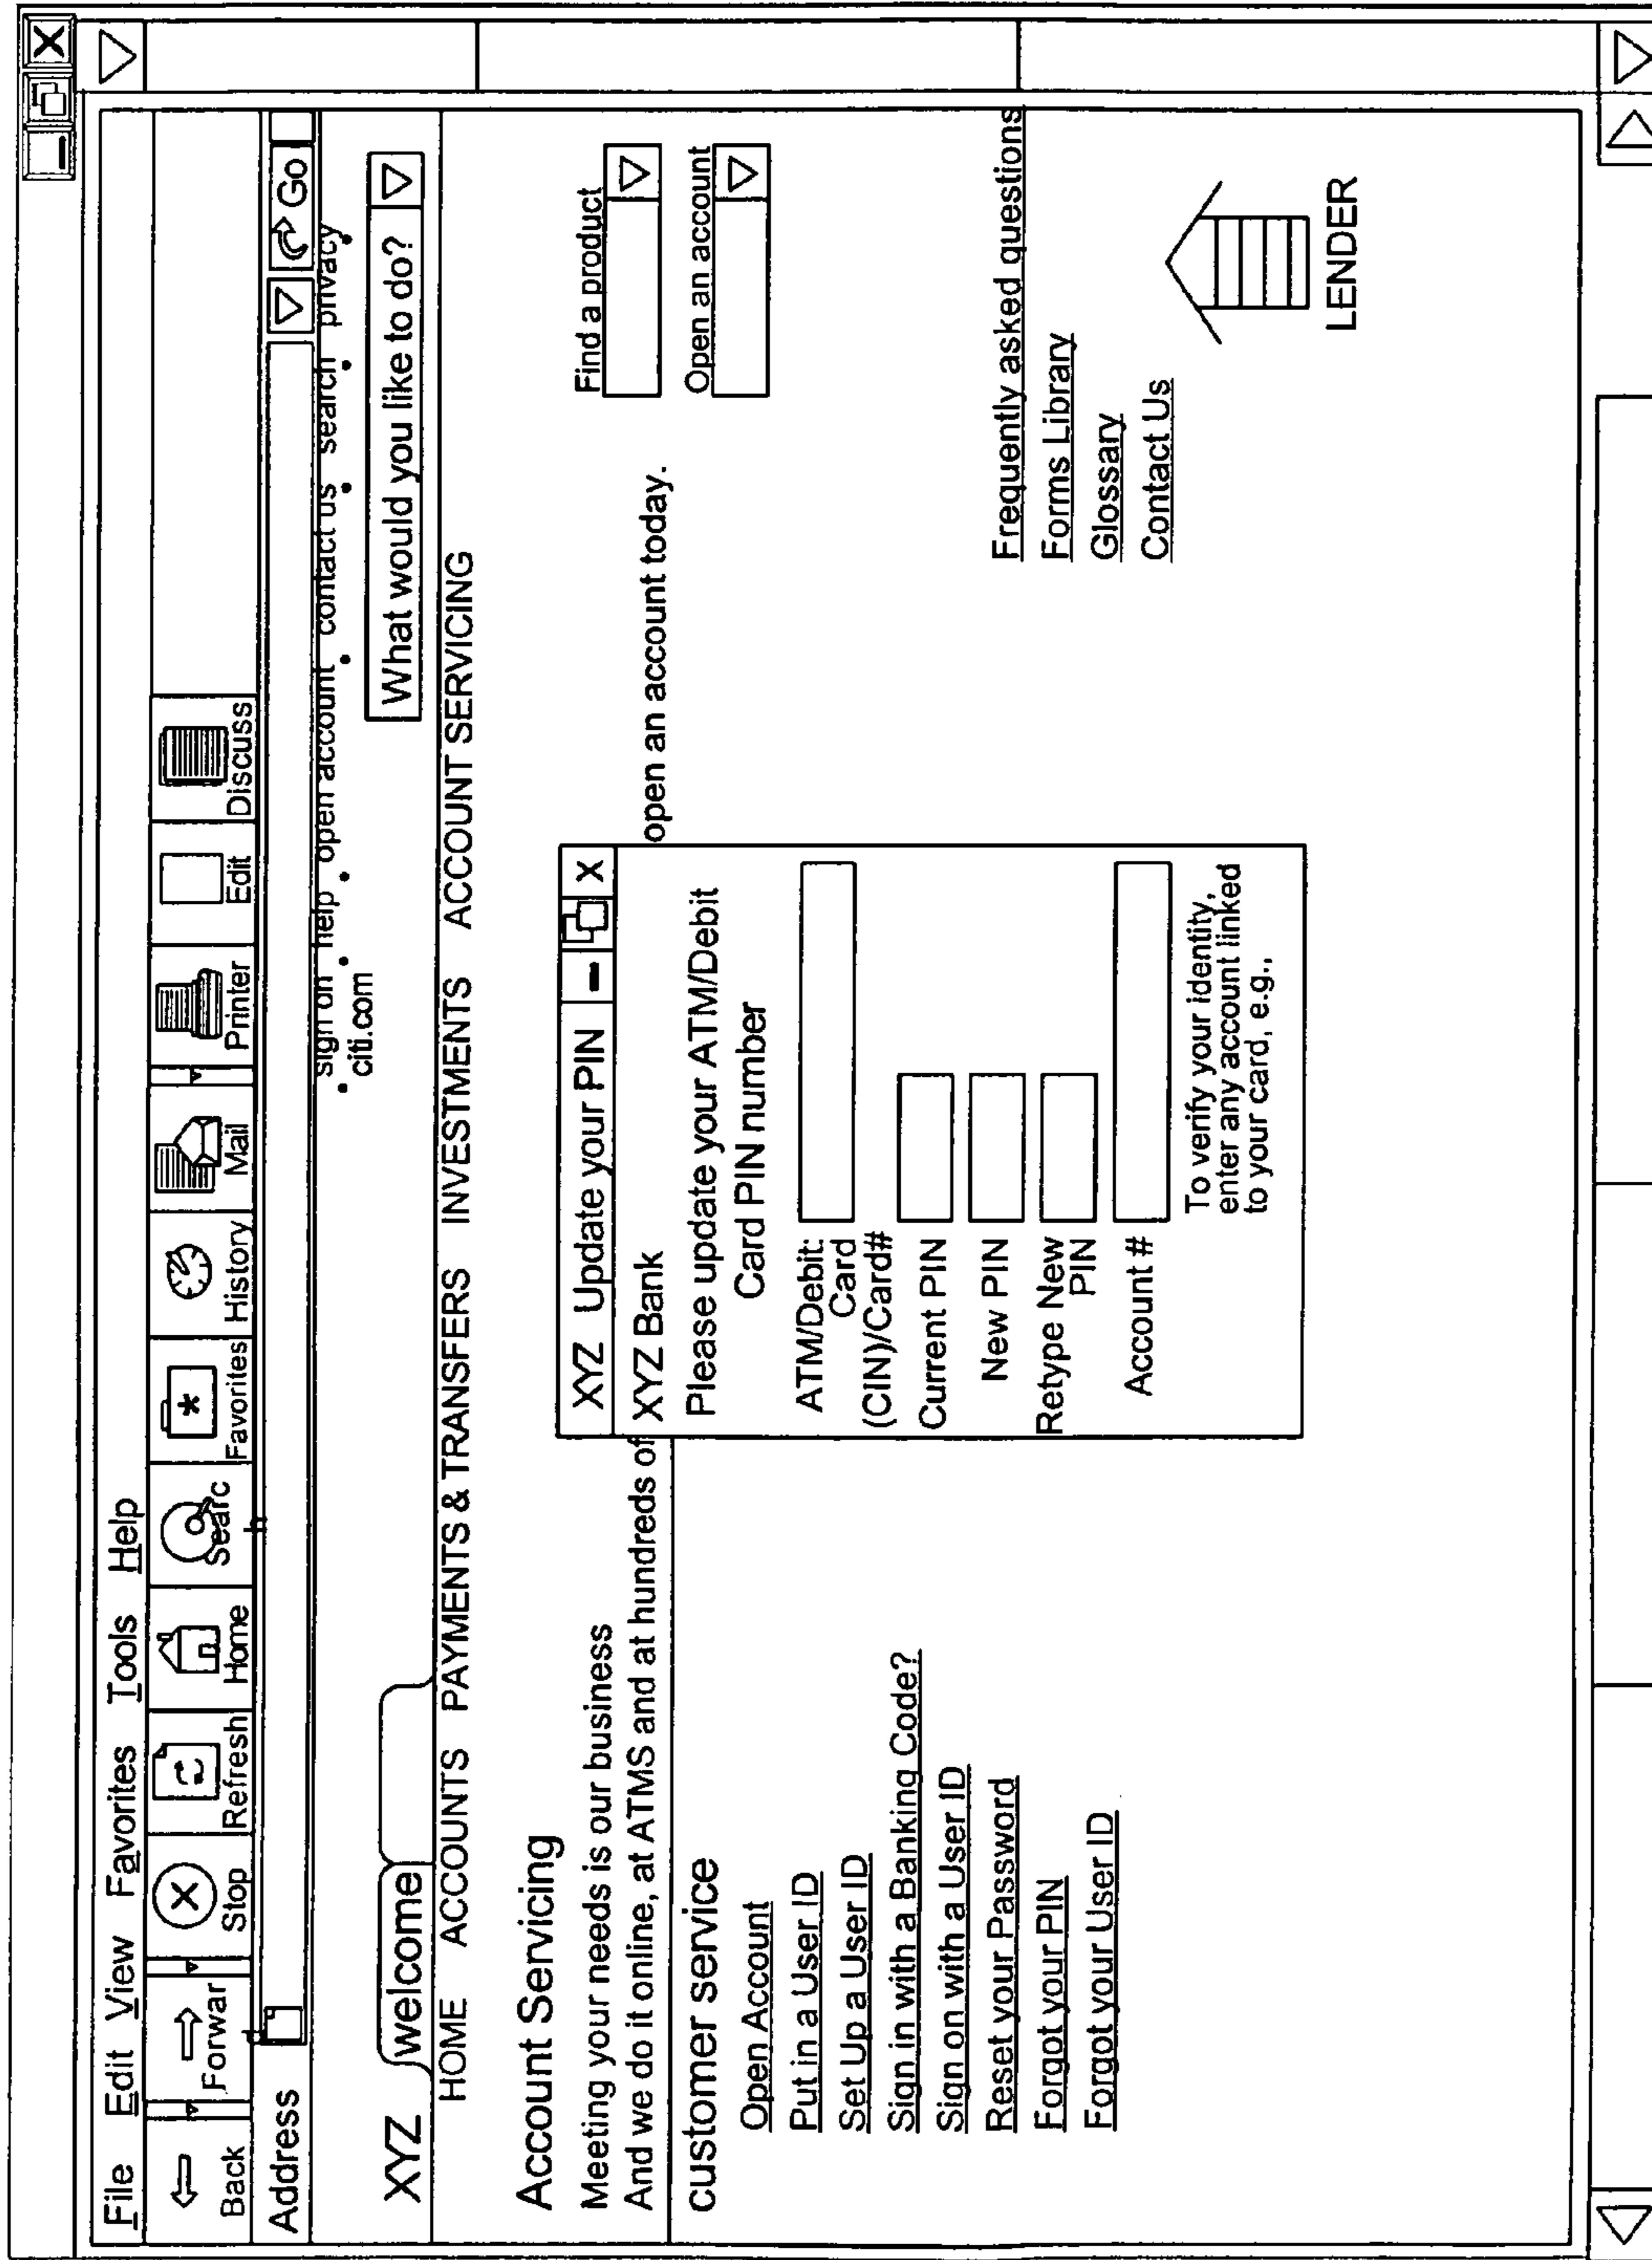 File Edit View Favorites Tools Help
Back Forward Stop Refresh Home Search Favorites History Mail Printer Edit Discuss
Address Go
sign on help open account contact us search privacy
citi.com
XYZ welcome What would you like to do?
HOME ACCOUNTS PAYMENTS & TRANSFERS INVESTMENTS ACCOUNT SERVICING
Account Servicing
Meeting your needs is our business
And we do it online, at ATMS and at hundreds of open an account today.
customer service
Open Account
Put in a User ID
Set Up a User ID
Sign in with a Banking Code?
Sign on with a User ID
Reset your Password
Forgot your PIN
Forgot your User ID
XYZ Update your PIN X
XYZ Bank
Please update your ATM/Debit
Card PIN number
ATM/Debit:
Card
(CIN)/Card#
Current PIN
New PIN
Retype New
PIN
Account #
To verify your identity,
enter any account linked
to your card, e.g.,
Find a product
Open an account
Frequently asked questions
Forms Library
Glossary
Contact Us
LENDER